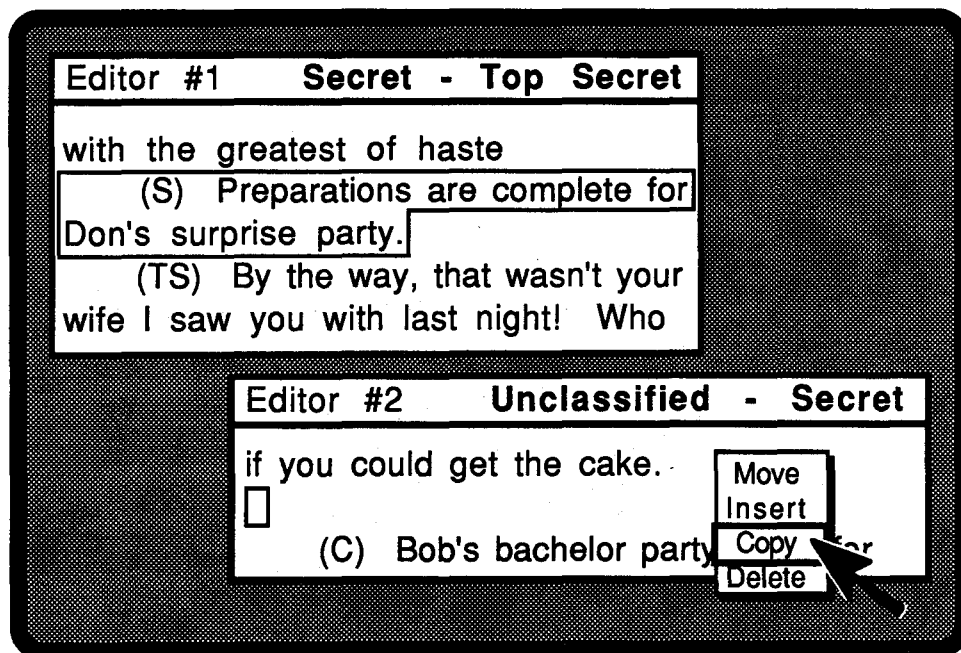 Editor #1 Secret - Top Secret
with the greatest of haste
(S) Preparations are complete for
Don's surprise party.
(TS) By the way, that wasn't your
wife I saw you with last night! Who
Editor #2 Unclassified - Secret
if you could get the cake.
(C) Bob's bachelor party for
Move
Insert
Copy
Delete